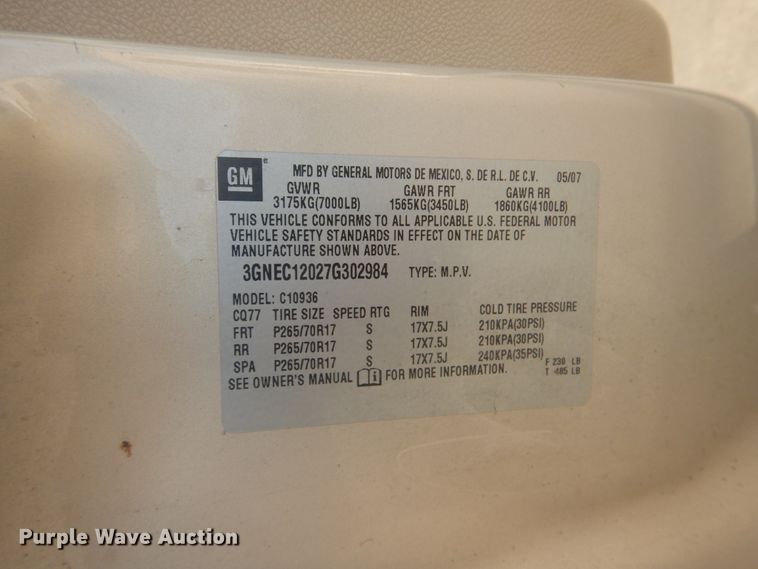 GM ®
MFD BY GENERAL MOTORS DE MEXICO, S. DE R.L. DE C.V. 05/07
GVWR GAWR FRT GAWR RR
3175KG(7000LB) 1565KG(3450LB) 1860KG(4100LB)
THIS VEHICLE CONFORMS TO ALL APPLICABLE U.S. FEDERAL MOTOR
VEHICLE SAFETY STANDARDS IN EFFECT ON THE DATE OF
MANUFACTURE SHOWN ABOVE.
3GNEC12027G302984 TYPE: M.P.V.
MODEL: C10936
CQ77 TIRE SIZE SPEED RTG RIM COLD TIRE PRESSURE
FRT P265/70R17 S 17X7.5J 210KPA(30PSI)
RR P265/70R17 S 17X7.5J 210KPA(30PSI)
SPA P265/70R17 S 17X7.5J 240KPA(35PSI) F 230 LB
SEE OWNER'S MANUAL i FOR MORE INFORMATION. T 485 LB
Purple Wave Auction